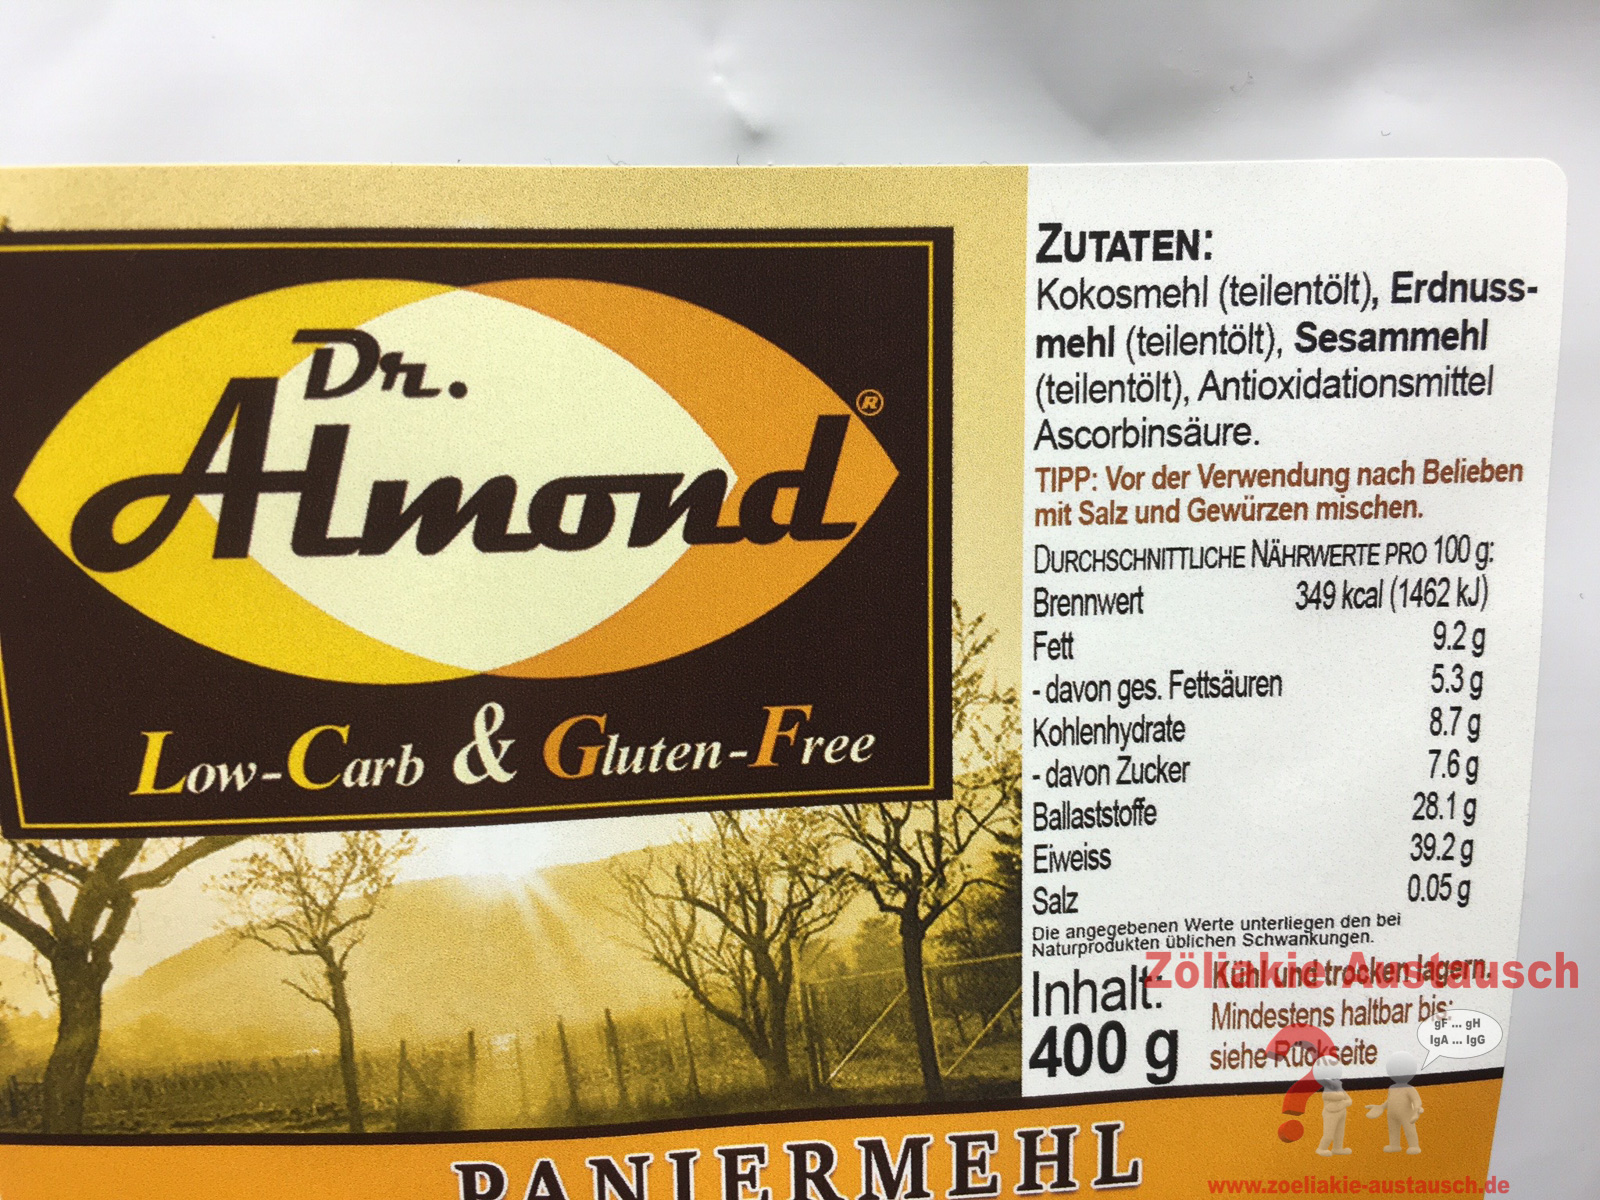 Dr.
Almond®
Low-Carb & Gluten-Free
ZUTATEN:
Kokosmehl (teilentölt), Erdnuss-
mehl (teilentölt), Sesammehl
(teilentölt), Antioxidationsmittel
Ascorbinsäure.
TIPP: Vor der Verwendung nach Belieben
mit Salz und Gewürzen mischen.
DURCHSCHNITTLICHE NÄHRWERTE PRO 100 g:
Brennwert 349 kcal (1462 kJ)
Fett 9.2 g
- davon ges. Fettsäuren 5.3 g
Kohlenhydrate 8.7 g
- davon Zucker 7.6 g
Ballaststoffe 28.1 g
Eiweiss 39.2 g
Salz 0.05 g
Die angegebenen Werte unterliegen den bei
Naturprodukten üblichen Schwankungen.
Inhalt:
400 g
Kühl und trocken lagern.
Mindestens haltbar bis:
siehe Rückseite
PANIERMEHL
Zöliakie Austausch
gF ... gH
IgA ... IgG
www.zoeliakie-austausch.de